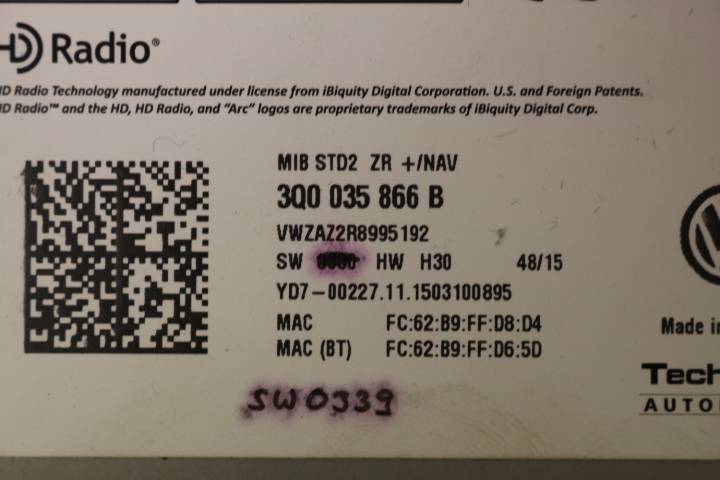 HD Radio®
HD Radio Technology manufactured under license from iBiquity Digital Corporation. U.S. and Foreign Patents.
HD Radio™ and the HD, HD Radio, and "Arc" logos are proprietary trademarks of iBiquity Digital Corp.
MIB STD2 ZR +/NAV
3Q0 035 866 B
VWZAZ2R8995192
SW HW H30 48/15
YD7-00227.11.1503100895
MAC FC:62:B9:FF:D8:D4
MAC (BT) FC:62:B9:FF:D6:5D
Made in
Tech
AUTO
SW0339